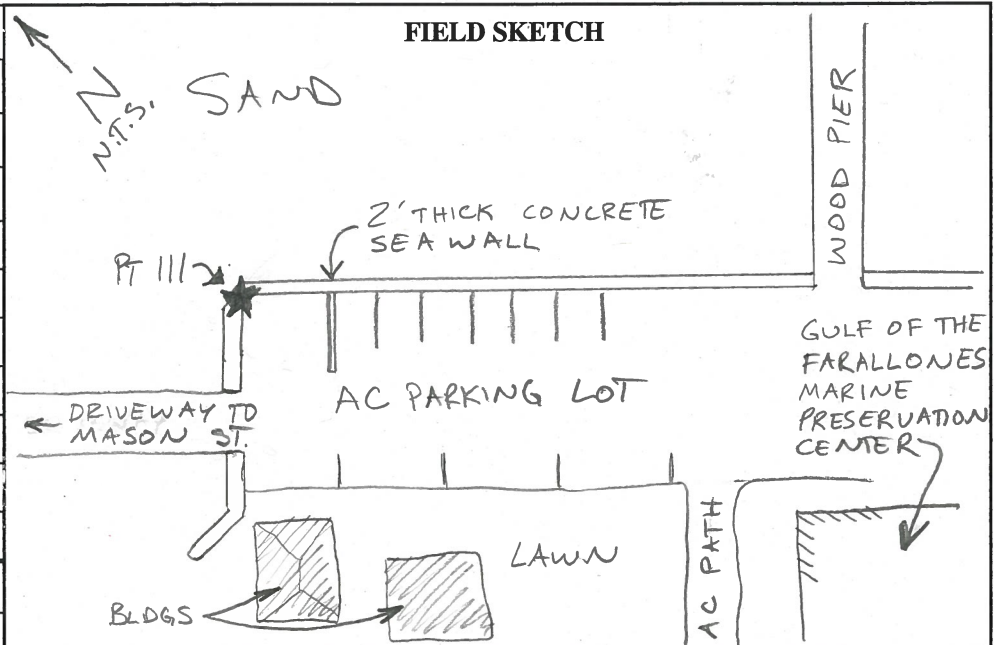 FIELD SKETCH
N
N.T.S.
SAND
WOOD PIER
2' THICK CONCRETE
SEA WALL
PT 111
GULF OF THE
FARALLONES
MARINE
PRESERVATION
CENTER
AC PARKING LOT
DRIVEWAY TO
MASON ST.
LAWN
AC PATH
BLDGS